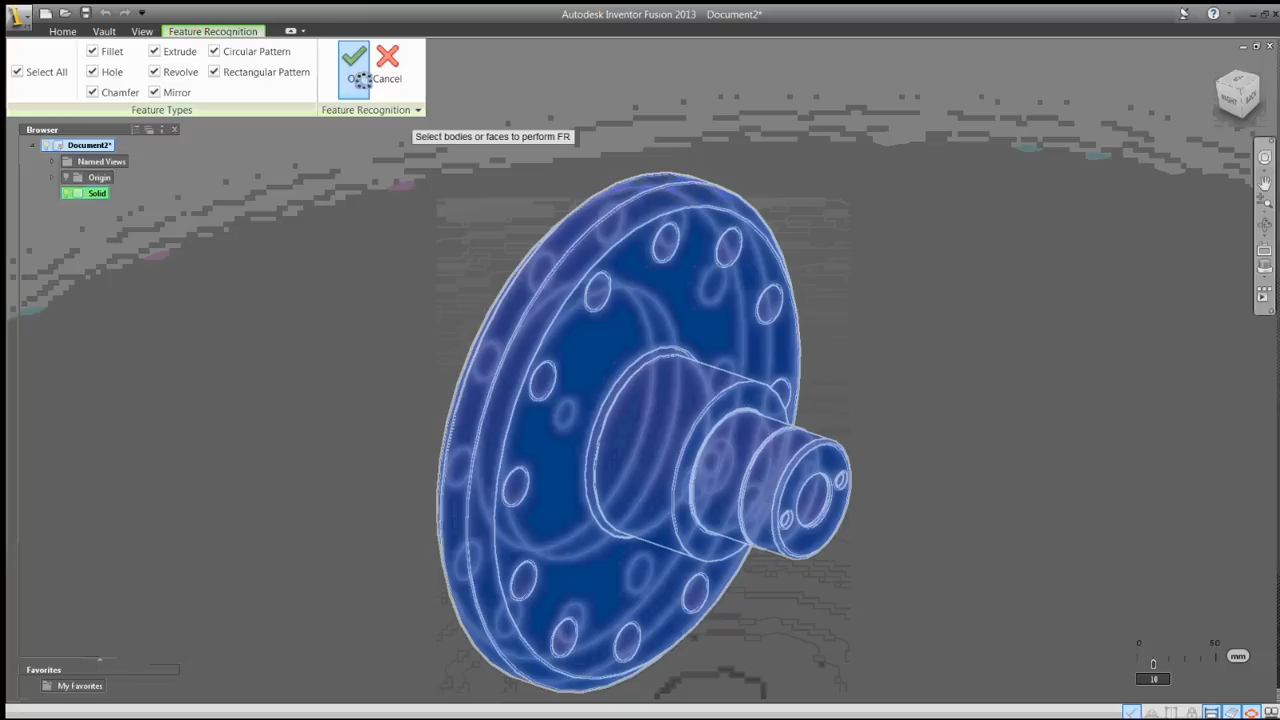 Autodesk Inventor Fusion 2013 Document2*
Home Vault View Feature Recognition
Select All
Fillet Extrude Circular Pattern
Hole Revolve Rectangular Pattern
Chamfer Mirror
Cancel
Feature Types
Feature Recognition
Browser
Select bodies or faces to perform FR
Document2*
Named Views
Origin
Solid
RIGHT BACK
Favorites
My Favorites
0 50
mm
10